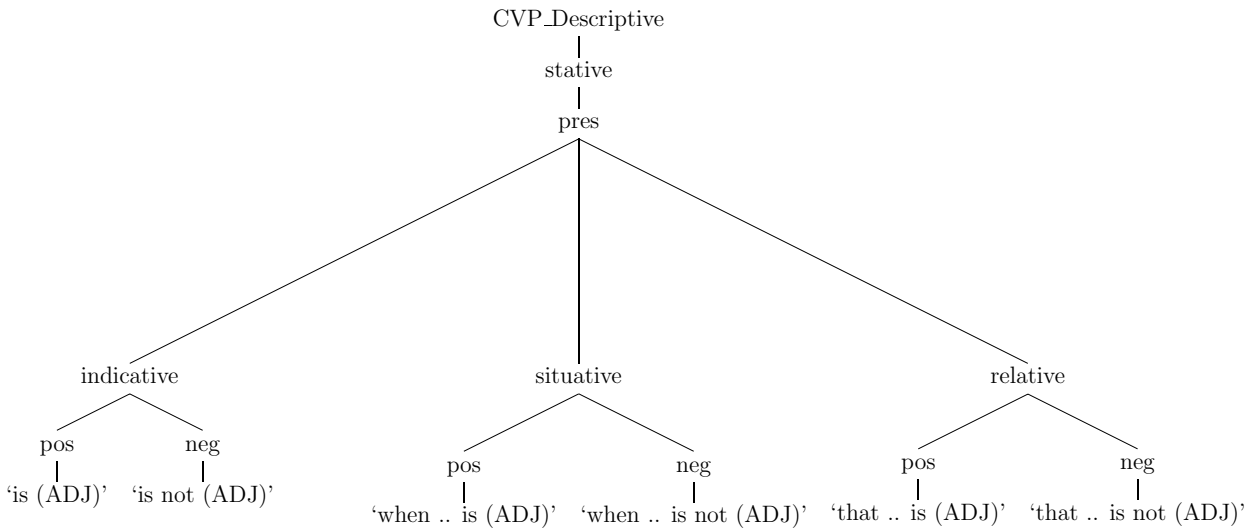 CVP_Descriptive
stative
pres
indicative situative relative
pos neg pos neg pos neg
‘is (ADJ)’ ‘is not (ADJ)’ ‘when .. is (ADJ)’ ‘when .. is not (ADJ)’ ‘that .. is (ADJ)’ ‘that .. is not (ADJ)’